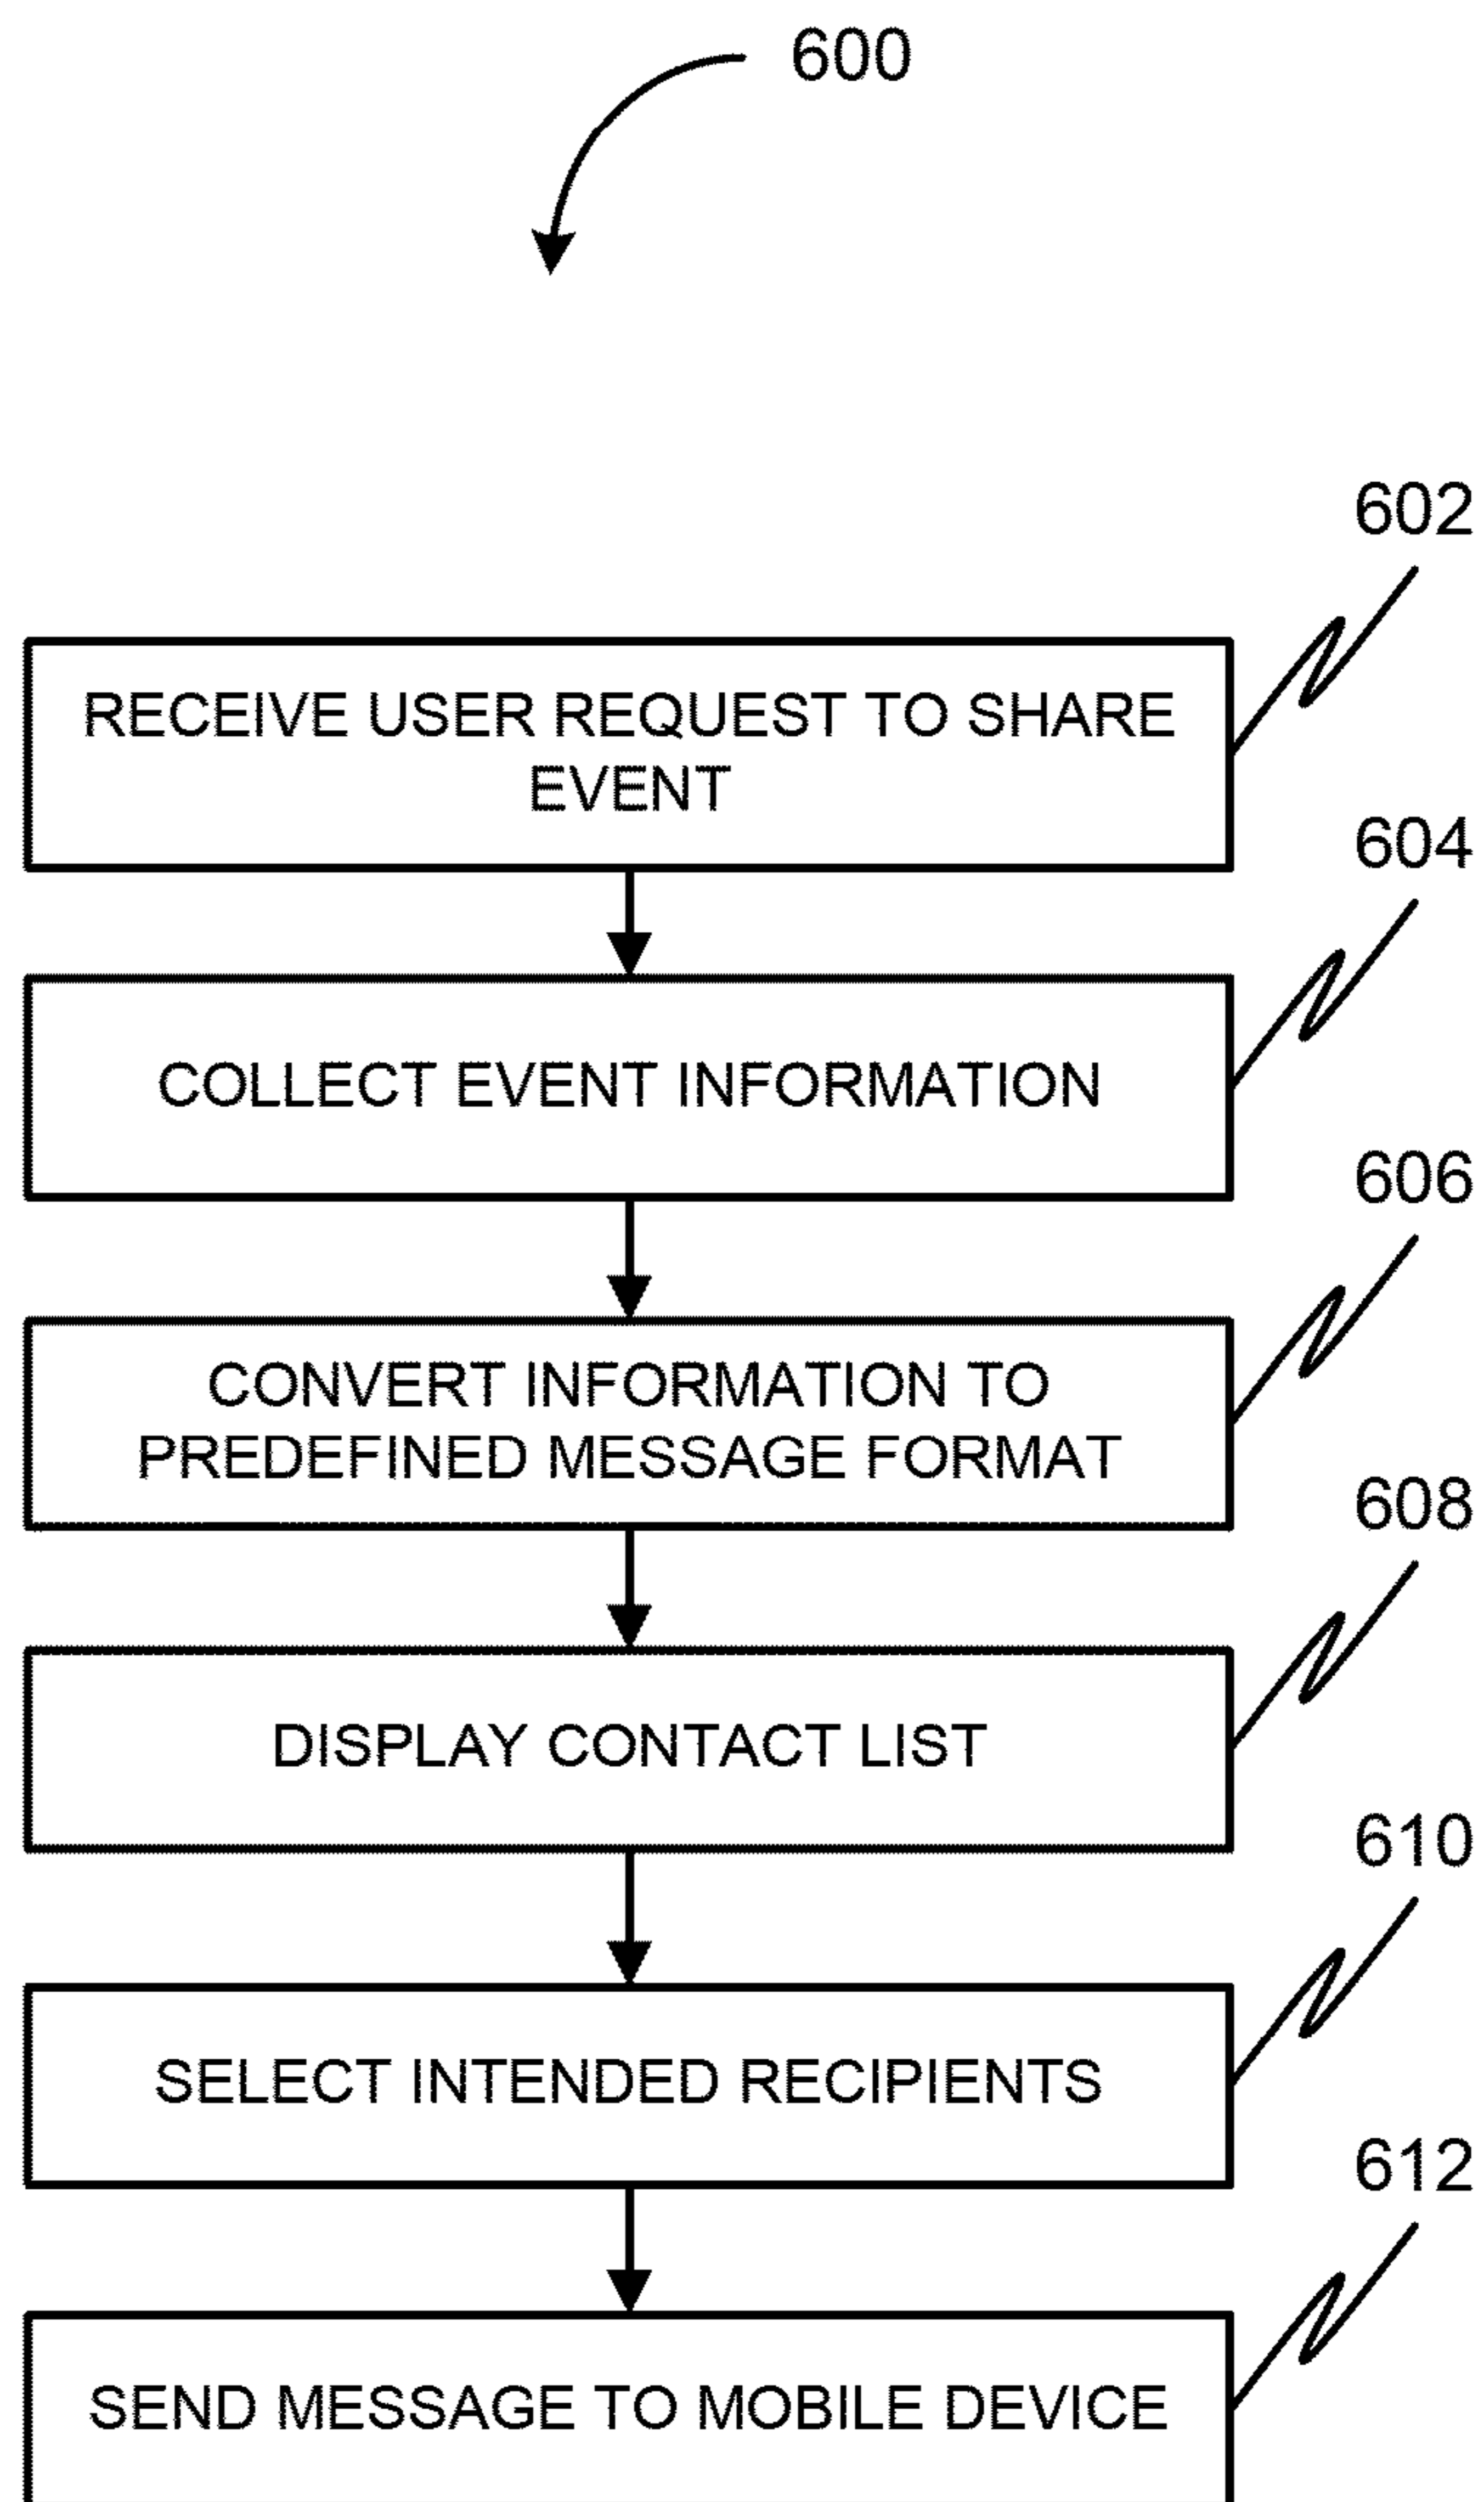 600
602
RECEIVE USER REQUEST TO SHARE
EVENT
604
COLLECT EVENT INFORMATION
606
CONVERT INFORMATION TO
PREDEFINED MESSAGE FORMAT
608
DISPLAY CONTACT LIST
610
SELECT INTENDED RECIPIENTS
612
SEND MESSAGE TO MOBILE DEVICE